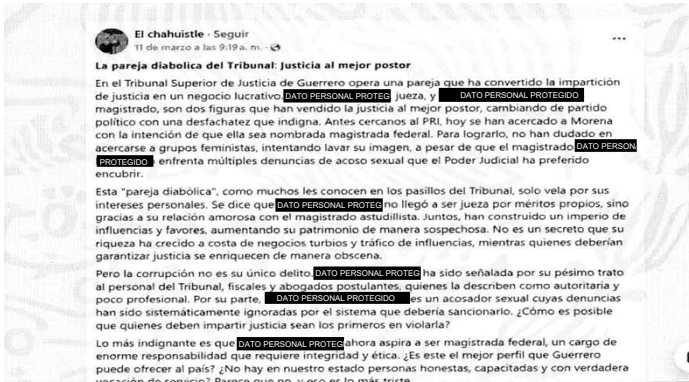 El chahuistle · Seguir
11 de marzo a las 9:19 a. m. ·
La pareja diabolica del Tribunal: Justicia al mejor postor
En el Tribunal Superior de Justicia de Guerrero opera una pareja que ha convertido la impartición
de justicia en un negocio lucrativo. DATO PERSONAL PROTEG jueza, y DATO PERSONAL PROTEGIDO
magistrado, son dos figuras que han vendido la justicia al mejor postor, cambiando de partido
político con una desfachatez que indigna. Antes cercanos al PRI, hoy se han acercado a Morena
con la intención de que ella sea nombrada magistrada federal. Para lograrlo, no han dudado en
acercarse a grupos feministas, intentando lavar su imagen, a pesar de que el magistrado DATO PERSONA
PROTEGIDO enfrenta múltiples denuncias de acoso sexual que el Poder Judicial ha preferido
encubrir.
Esta "pareja diabólica", como muchos les conocen en los pasillos del Tribunal, solo vela por sus
intereses personales. Se dice que DATO PERSONAL PROTEG no llegó a ser jueza por méritos propios, sino
gracias a su relación amorosa con el magistrado astudillista. Juntos, han construido un imperio de
influencias y favores, aumentando su patrimonio de manera sospechosa. No es un secreto que su
riqueza ha crecido a costa de negocios turbios y tráfico de influencias, mientras quienes deberían
garantizar justicia se enriquecen de manera obscena.
Pero la corrupción no es su único delito. DATO PERSONAL PROTEG ha sido señalada por su pésimo trato
al personal del Tribunal, fiscales y abogados postulantes, quienes la describen como autoritaria y
poco profesional. Por su parte, DATO PERSONAL PROTEGIDO es un acosador sexual cuyas denuncias
han sido sistemáticamente ignoradas por el sistema que debería sancionarlo. ¿Cómo es posible
que quienes deben impartir justicia sean los primeros en violarla?
Lo más indignante es que DATO PERSONAL PROTEG ahora aspira a ser magistrada federal, un cargo de
enorme responsabilidad que requiere integridad y ética. ¿Es este el mejor perfil que Guerrero
puede ofrecer al país? ¿No hay en nuestro estado personas honestas, capacitadas y con verdadera
vocación de servicio? Parece que no, y eso es lo más triste.